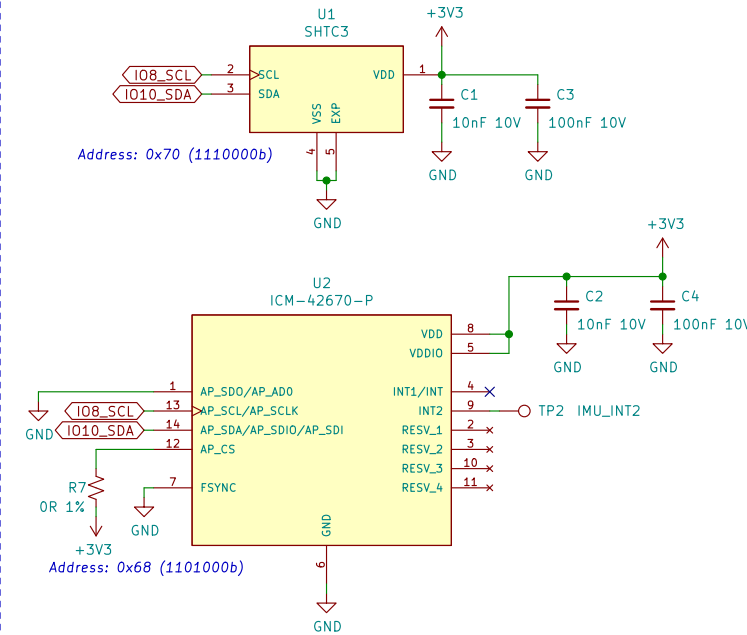 U1
SHTC3
+3V3
IO8_SCL 2 SCL VDD 1
IO10_SDA 3 SDA
C1
10nF 10V
C3
100nF 10V
VSS EXP
4 5
GND
GND
GND
Address: 0x70 (1110000b)
+3V3
U2
ICM-42670-P
C2
10nF 10V
C4
100nF 10V
GND
GND
VDD 8
VDDIO 5
1 AP_SDO/AP_AD0 INT1/INT 4
IO8_SCL 13 AP_SCL/AP_SCLK INT2 9 TP2 IMU_INT2
GND
IO10_SDA 14 AP_SDA/AP_SDIO/AP_SDI RESV_1 2
12 AP_CS RESV_2 3
RESV_3 10
7 FSYNC RESV_4 11
R7
0R 1%
GND
+3V3
GND
6
Address: 0x68 (1101000b)
GND